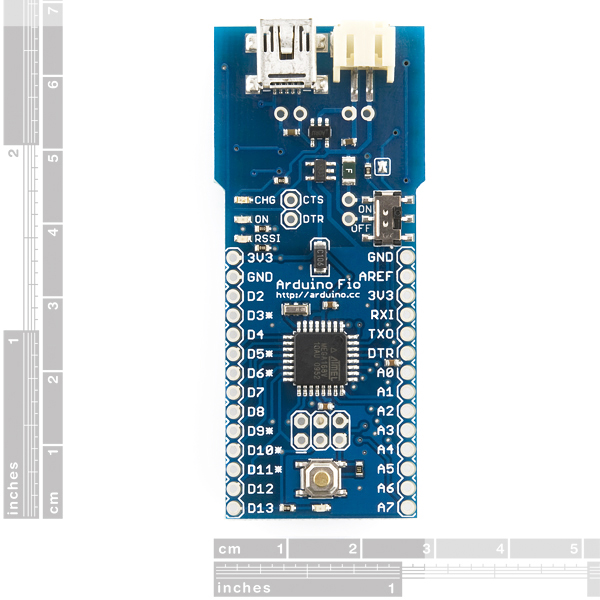 7
6
2
5
4
3
1
2
1
inches
cm
CHG
CTS
ON
DTR
RSSI
ON
OFF
3V3
GND
D2
D3*
D4
D5*
D6*
D7
D8
D9*
D10*
D11*
D12
D13
GND
AREF
3V3
RXI
TXO
DTR
A0
A1
A2
A3
A4
A5
A6
A7
Arduino Fio
http://arduino.cc
ATMEL
F
cm 1 2 3 4 5
inches 1